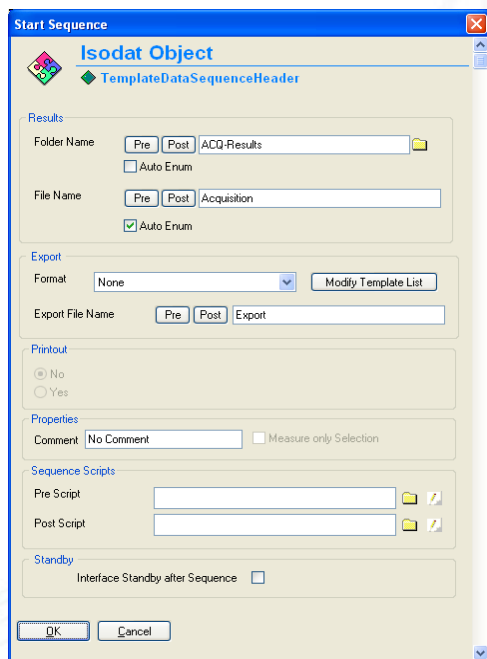 Start Sequence
Isodat Object
TemplateDataSequenceHeader
Results
Folder Name Pre Post ACQ-Results
Auto Enum
File Name Pre Post Acquisition
Auto Enum
Export
Format None Modify Template List
Export File Name Pre Post Export
Printout
No
Yes
Properties
Comment No Comment Measure only Selection
Sequence Scripts
Pre Script
Post Script
Standby
Interface Standby after Sequence
OK Cancel